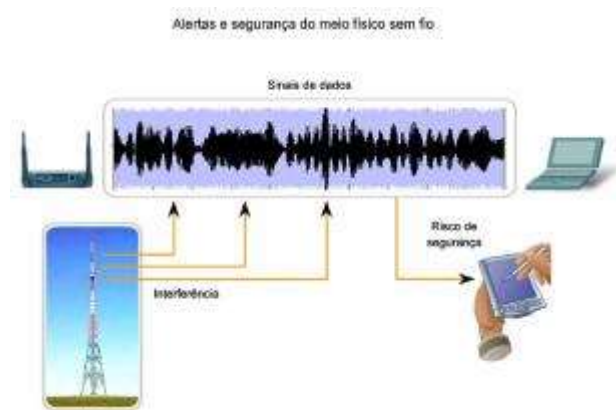 Alertas e segurança do meio físico sem fio
Sinais de dados
Risco de
segurança
Interferência